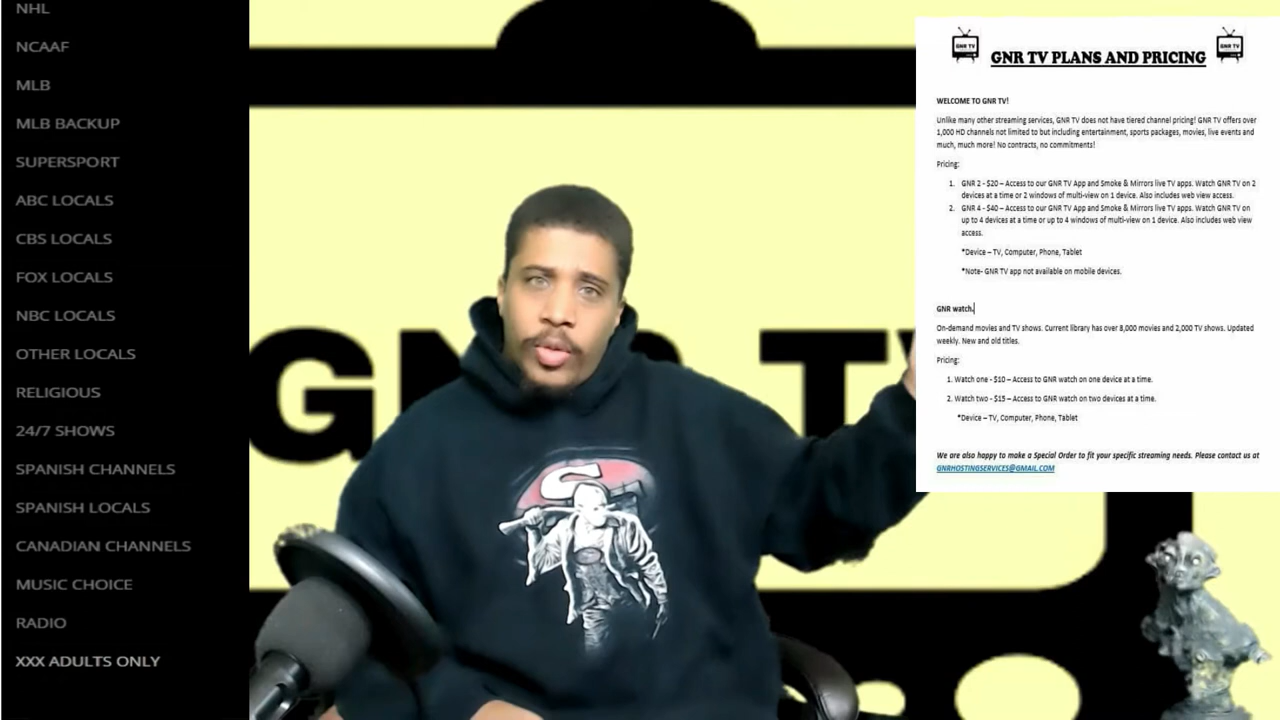 NHL
NCAAF
MLB
MLB BACKUP
SUPERSPORT
ABC LOCALS
CBS LOCALS
FOX LOCALS
NBC LOCALS
OTHER LOCALS
RELIGIOUS
24/7 SHOWS
SPANISH CHANNELS
SPANISH LOCALS
CANADIAN CHANNELS
MUSIC CHOICE
RADIO
XXX ADULTS ONLY
GN TV
GNR TV
GNR TV
GNR TV PLANS AND PRICING
WELCOME TO GNR TV!
Unlike many other streaming services, GNR TV does not have tiered channel pricing! GNR TV offers over
1,000 HD channels not limited to but including entertainment, sports packages, movies, live events and
much, much more! No contracts, no commitments!
Pricing:
1. GNR 2 - $20 – Access to our GNR TV App and Smoke & Mirrors live TV apps. Watch GNR TV on 2
devices at a time or 2 windows of multi-view on 1 device. Also includes web view access.
2. GNR 4 - $40 – Access to our GNR TV App and Smoke & Mirrors live TV apps. Watch GNR TV on
up to 4 devices at a time or up to 4 windows of multi-view on 1 device. Also includes web view
access.
*Device – TV, Computer, Phone, Tablet
*Note- GNR TV app not available on mobile devices.
GNR watch.
On-demand movies and TV shows. Current library has over 8,000 movies and 2,000 TV shows. Updated
weekly. New and old titles.
Pricing:
1. Watch one - $10 – Access to GNR watch on one device at a time.
2. Watch two - $15 – Access to GNR watch on two devices at a time.
*Device – TV, Computer, Phone, Tablet
We are also happy to make a Special Order to fit your specific streaming needs. Please contact us at
GNRHOSTINGSERVICES@GMAIL.COM